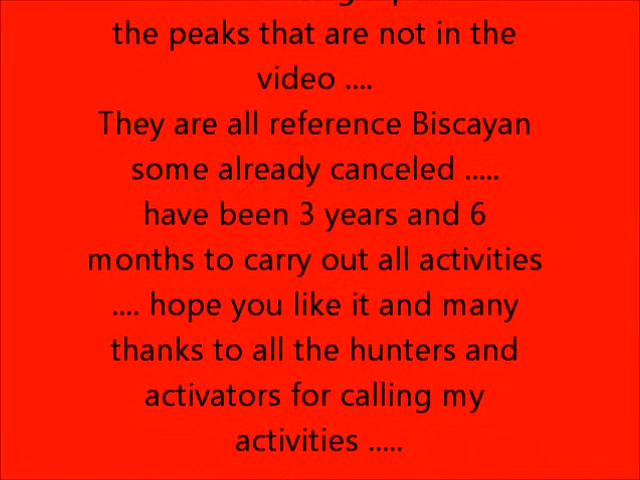 the peaks that are not in the
video ....
They are all reference Biscayan
some already canceled .....
have been 3 years and 6
months to carry out all activities
.... hope you like it and many
thanks to all the hunters and
activators for calling my
activities .....